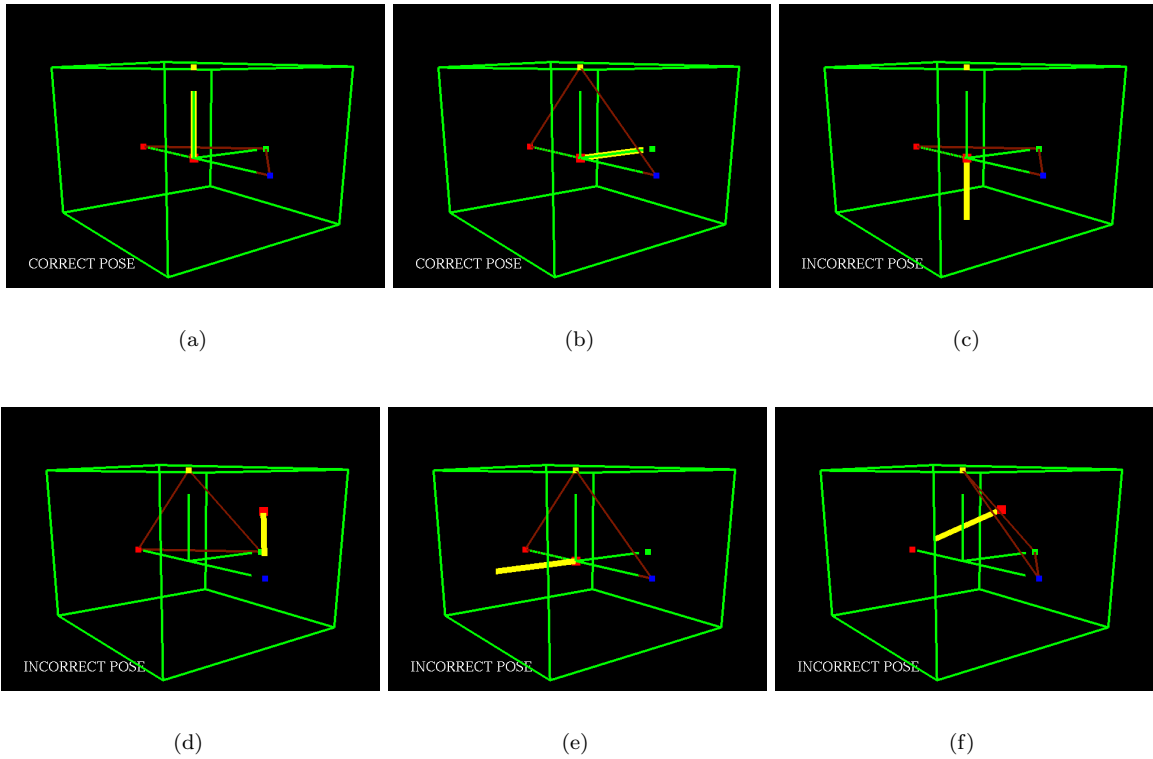 CORRECT POSE
CORRECT POSE
INCORRECT POSE
(a)
(b)
(c)
INCORRECT POSE
INCORRECT POSE
INCORRECT POSE
(d)
(e)
(f)